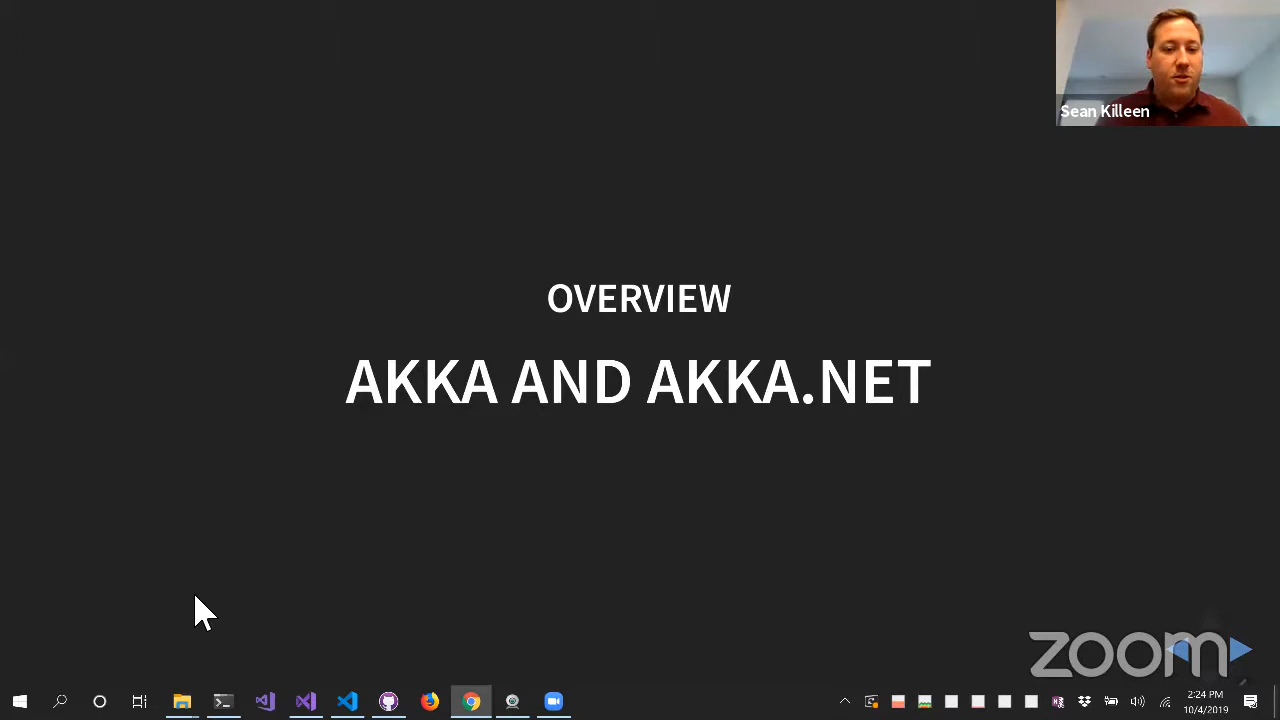 Sean Killeen
OVERVIEW
AKKA AND AKKA.NET
zoom
2:24 PM
10/4/2019